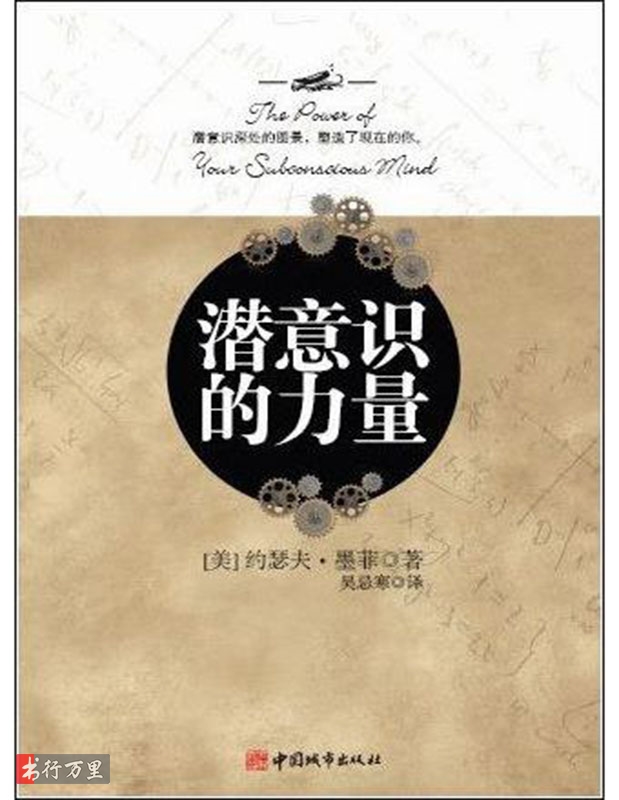 The Power of
潜意识深处的图景，塑造了现在的你。
Your Subconscious Mind
潜意识
的力量
[美]约瑟夫·墨菲◎著
吴忌寒◎译
书行万里
中国城市出版社